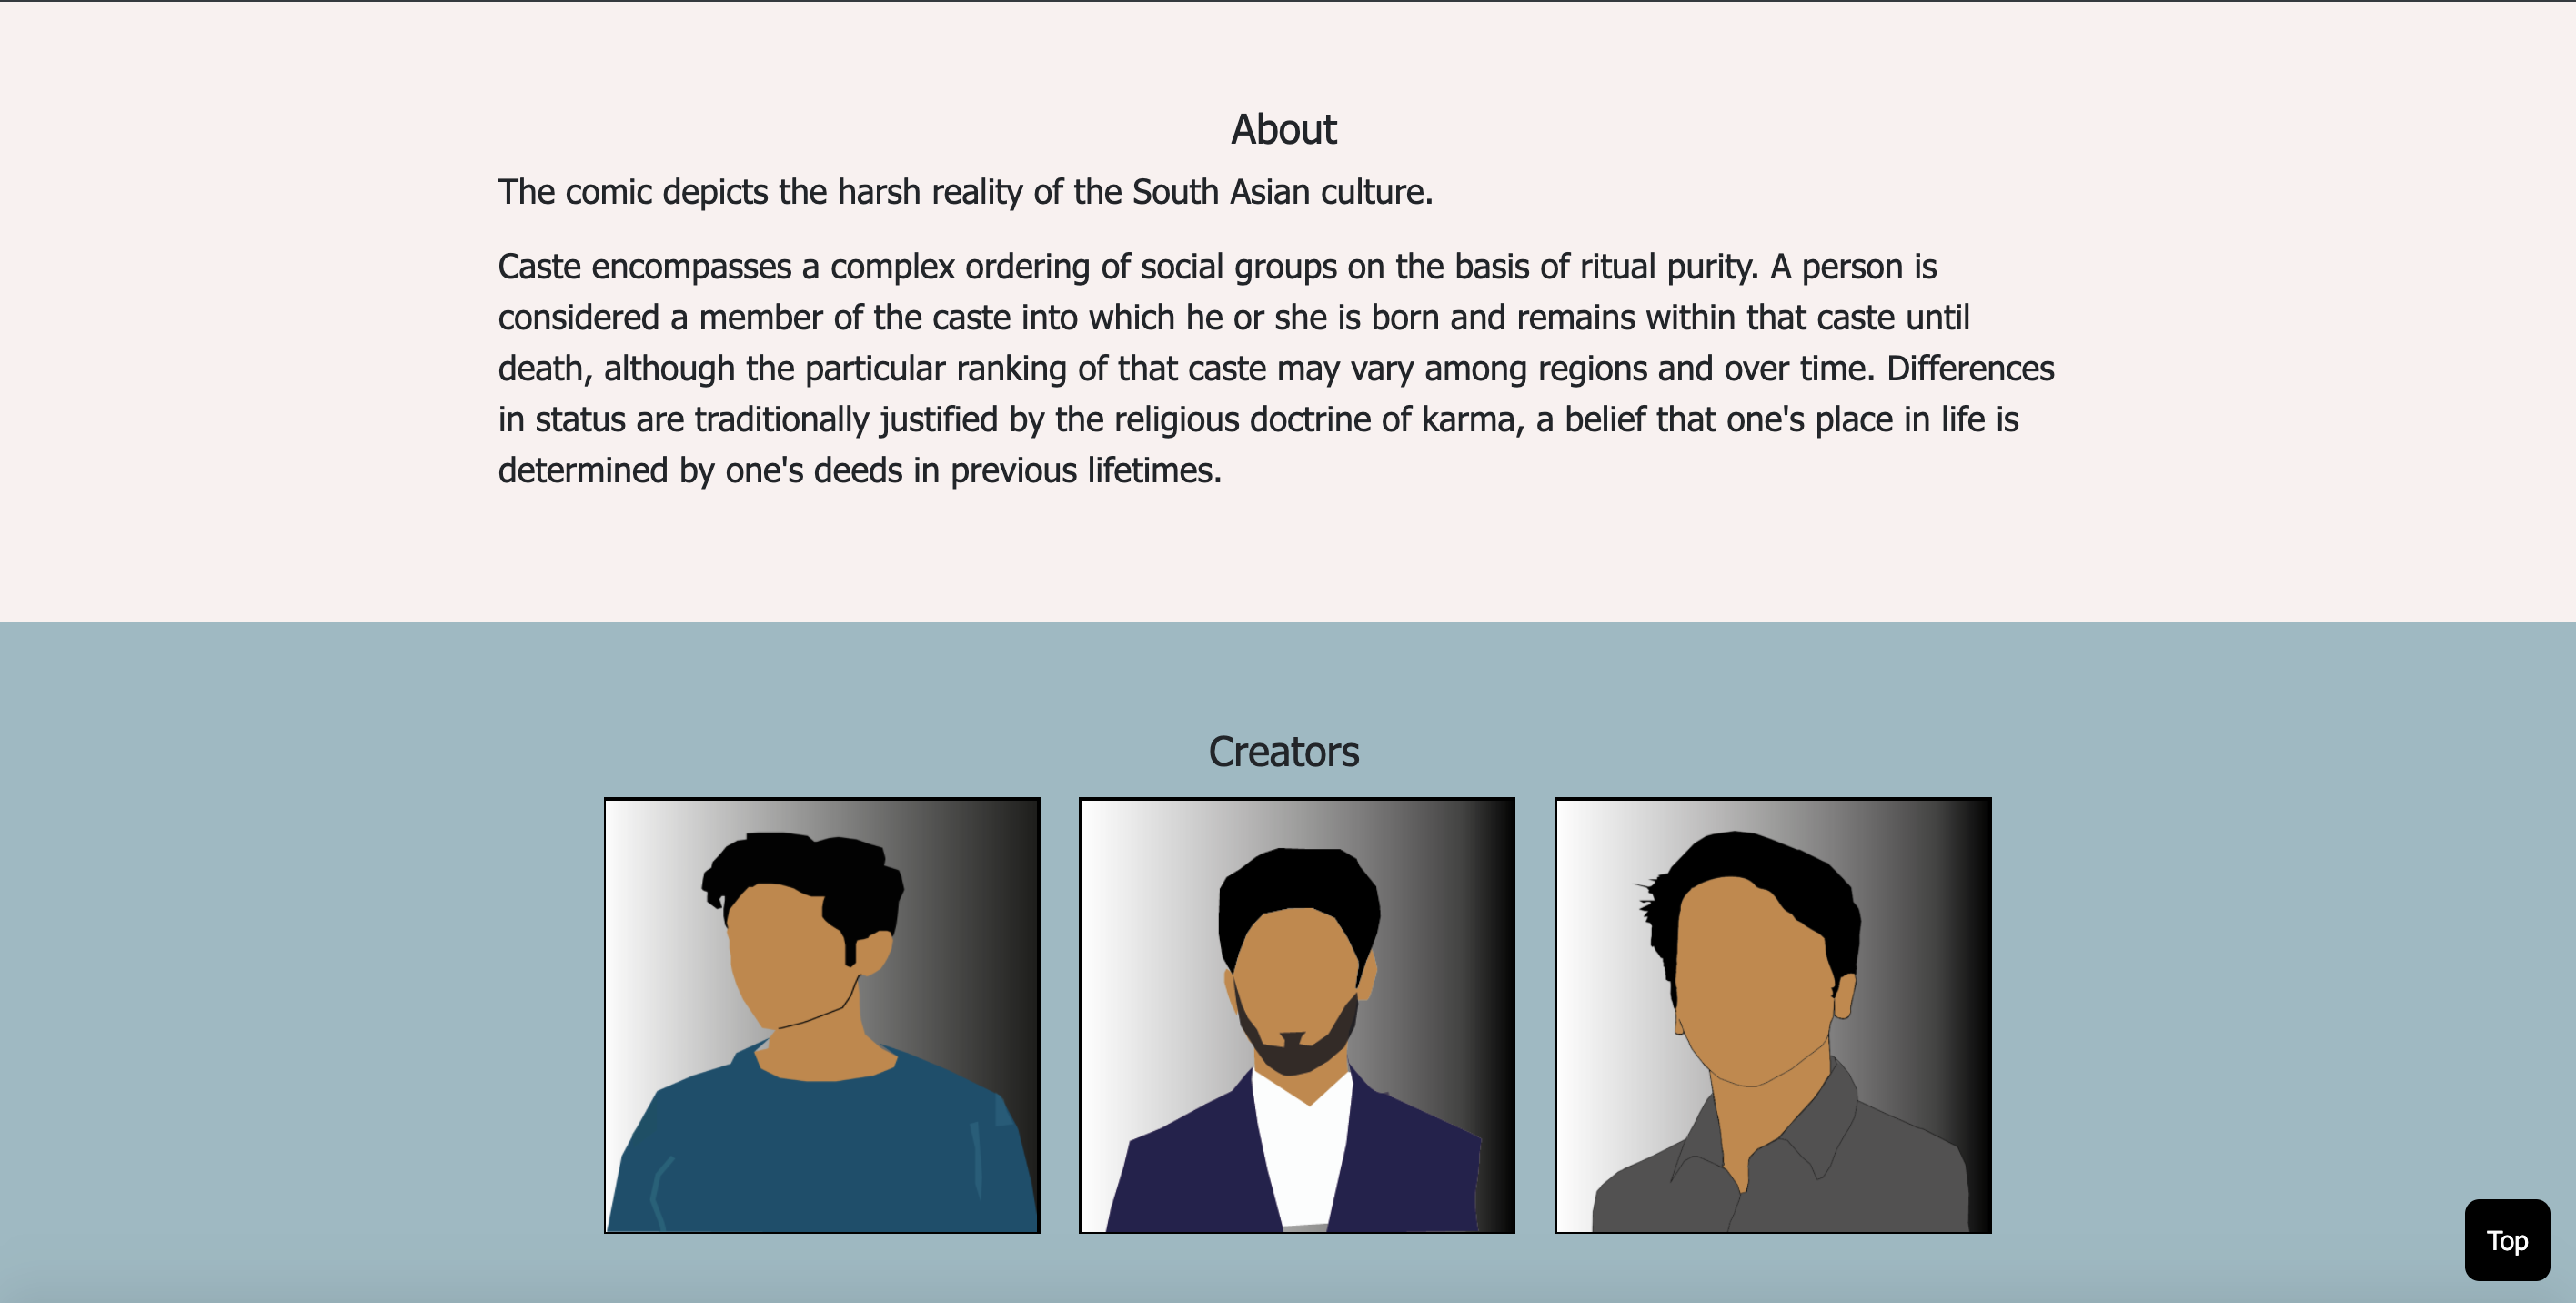 About
The comic depicts the harsh reality of the South Asian culture.
Caste encompasses a complex ordering of social groups on the basis of ritual purity. A person is
considered a member of the caste into which he or she is born and remains within that caste until
death, although the particular ranking of that caste may vary among regions and over time. Differences
in status are traditionally justified by the religious doctrine of karma, a belief that one's place in life is
determined by one's deeds in previous lifetimes.
Creators
Top